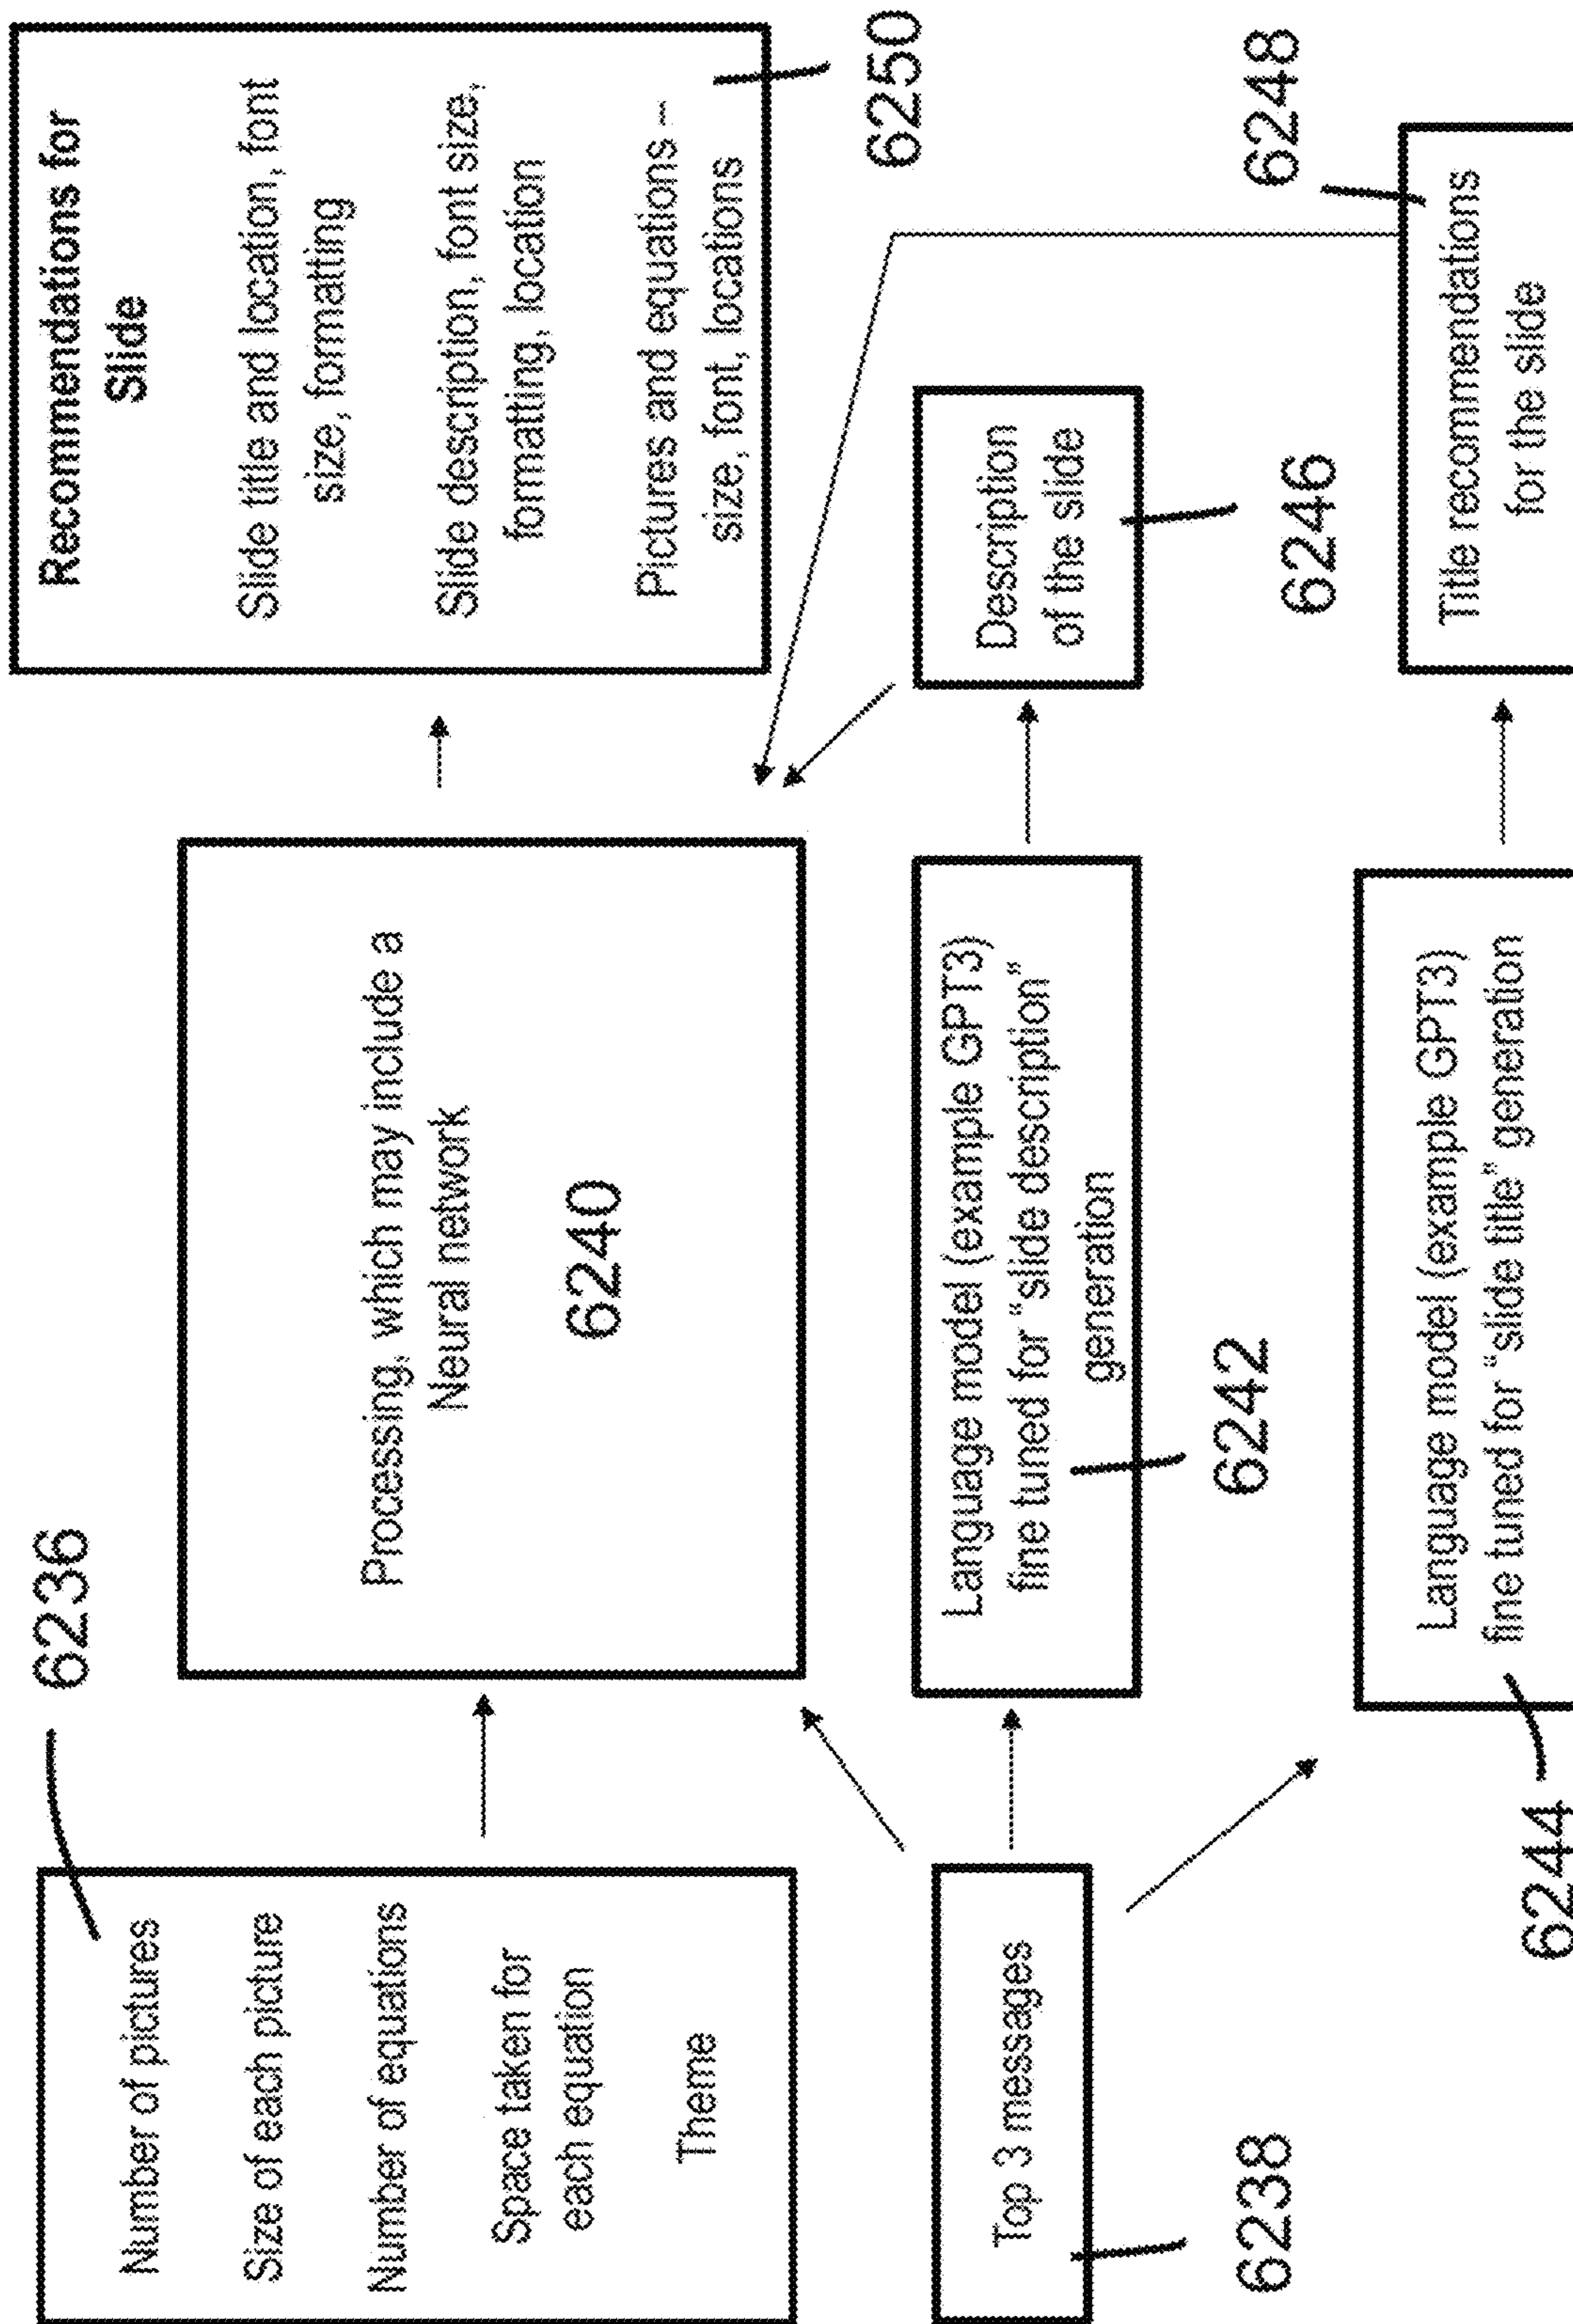 6236
Number of pictures
Size of each picture
Number of equations
Space taken for
each equation
Theme
Processing, which may include a
Neural network
6240
Recommendations for
Slide
Slide title and location, font
size, formatting
Slide description, font size,
formatting, location
Pictures and equations –
size, font, locations
6250
Top 3 messages
6238
Language model (example GPT3)
fine tuned for “slide description”
generation
6242
Description
of the slide
6246
6248
Language model (example GPT3)
fine tuned for “slide title” generation
6244
Title recommendations
for the slide